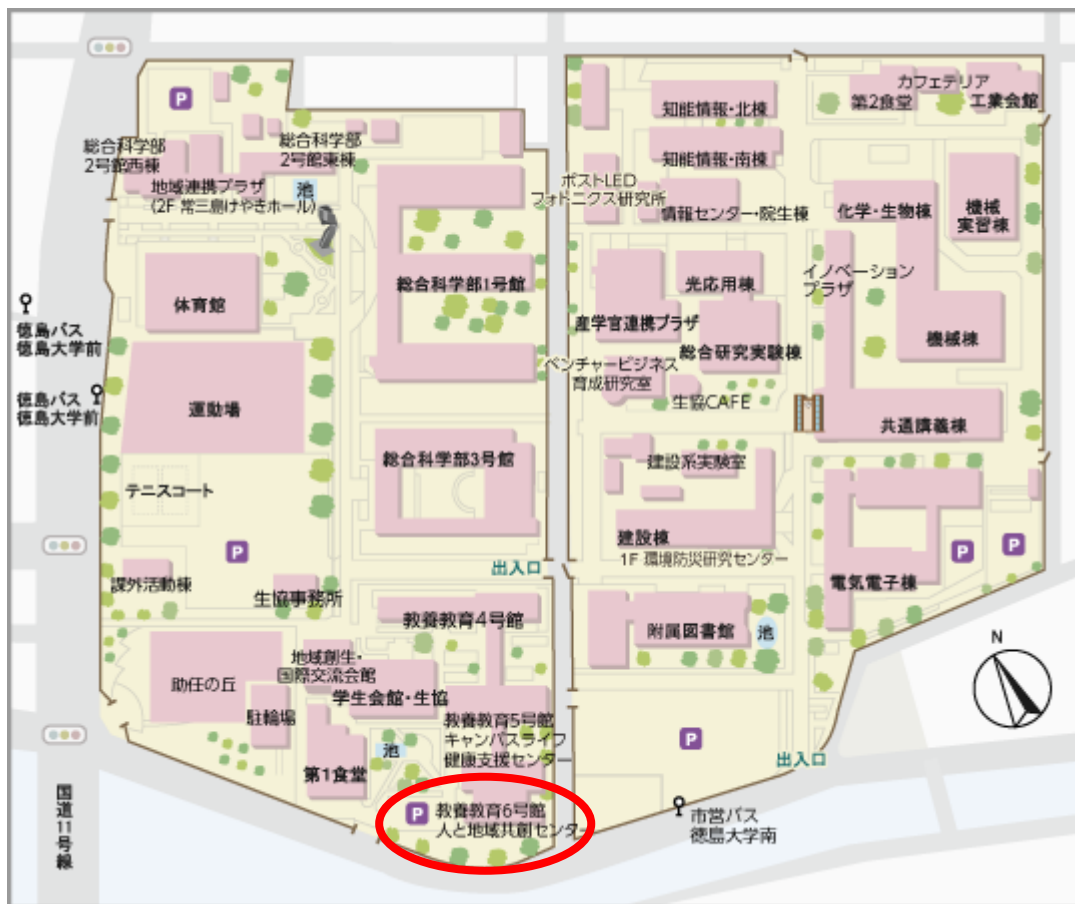 P
カフェテリア
第2食堂
工業会館
知能情報・北棟
総合科学部
2号館西棟
総合科学部
2号館東棟
知能情報・南棟
地域連携プラザ
(2F 常三島けやきホール)
池
ポストLED
フォトニクス研究所
情報センター・院生棟
化学・生物棟
機械
実習棟
総合科学部1号館
光応用棟
イノベーション
プラザ
体育館
徳島バス
徳島大学前
産学官連携プラザ
総合研究実験棟
機械棟
ベンチャービジネス
育成研究室
生協CAFE
徳島バス
徳島大学前
運動場
共通講義棟
総合科学部3号館
建設系実験室
テニスコート
建設棟
1F 環境防災研究センター
P
P
P
出入口
課外活動棟
生協事務所
電気電子棟
教養教育4号館
附属図書館
池
N
地域創生・
国際交流会館
助任の丘
学生会館・生協
駐輪場
教養教育5号館
キャンパスライフ
健康支援センター
池
P
第1食堂
出入口
国道11号線
P
教養教育6号館
人と地域共創センター
市営バス
徳島大学南